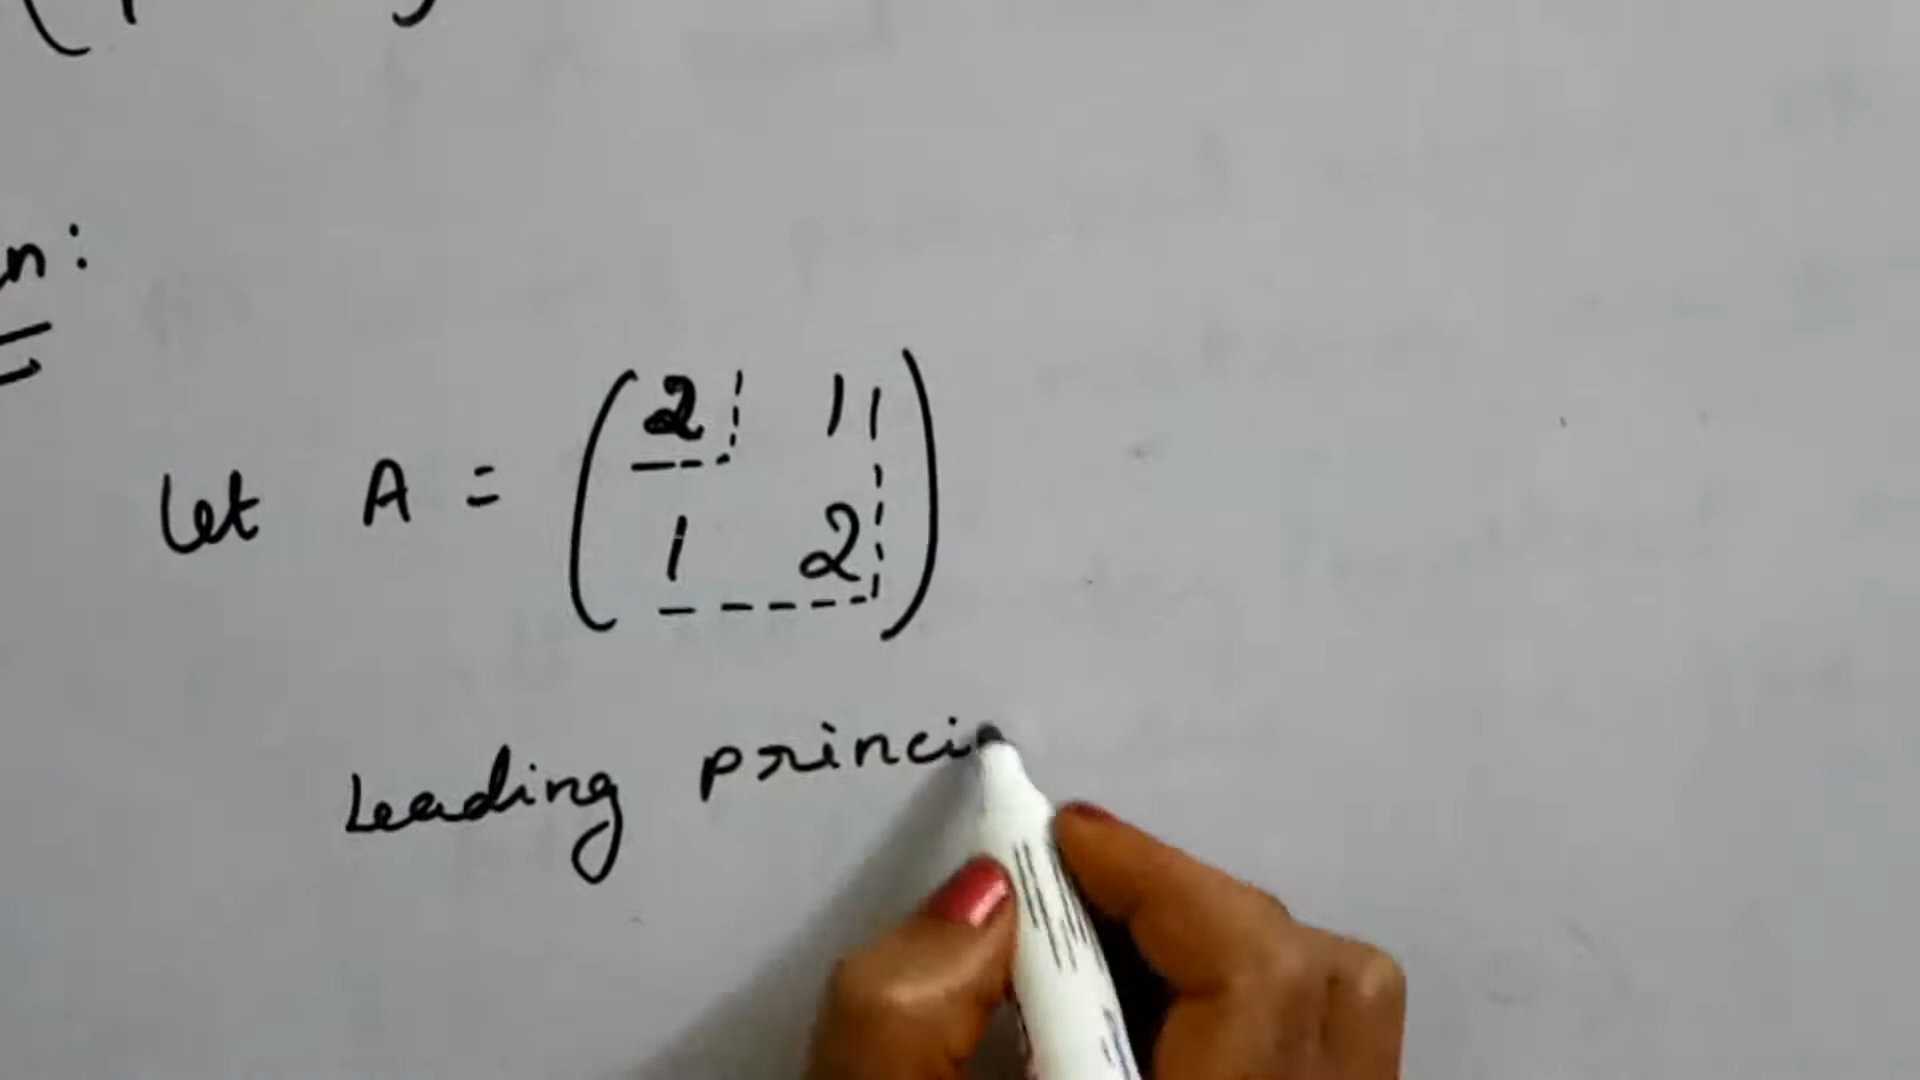 n:
Let A = ( 2 1
1 2 )
Leading princi